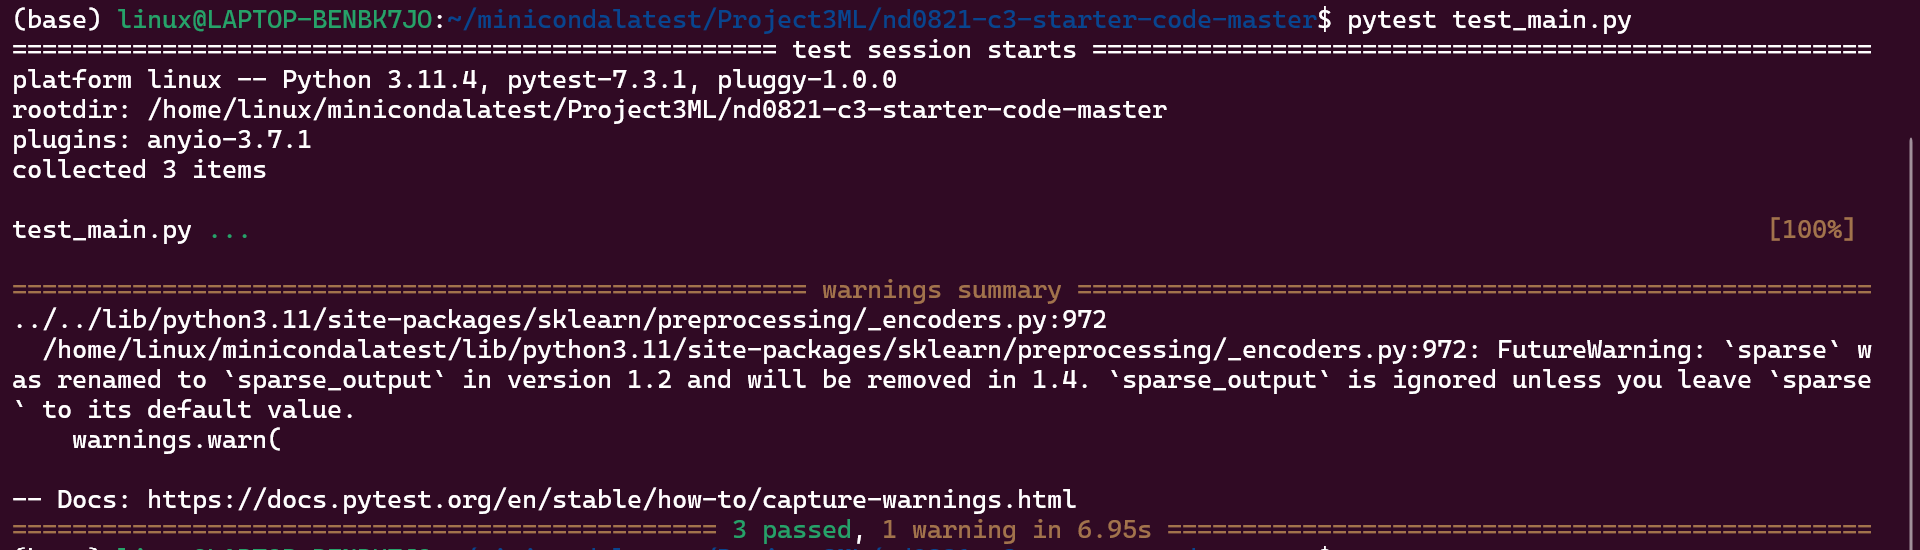 (base) linux@LAPTOP-BENBK7JO:~/minicondalatest/Project3ML/nd0821-c3-starter-code-master$ pytest test_main.py
=================================================== test session starts ====================================================
platform linux -- Python 3.11.4, pytest-7.3.1, pluggy-1.0.0
rootdir: /home/linux/minicondalatest/Project3ML/nd0821-c3-starter-code-master
plugins: anyio-3.7.1
collected 3 items
test_main.py ... [100%]
===================================================== warnings summary =====================================================
../../lib/python3.11/site-packages/sklearn/preprocessing/_encoders.py:972
/home/linux/minicondalatest/lib/python3.11/site-packages/sklearn/preprocessing/_encoders.py:972: FutureWarning: `sparse` w
as renamed to `sparse_output` in version 1.2 and will be removed in 1.4. `sparse_output` is ignored unless you leave `sparse
` to its default value.
warnings.warn(
-- Docs: https://docs.pytest.org/en/stable/how-to/capture-warnings.html
=============================================== 3 passed, 1 warning in 6.95s ===============================================